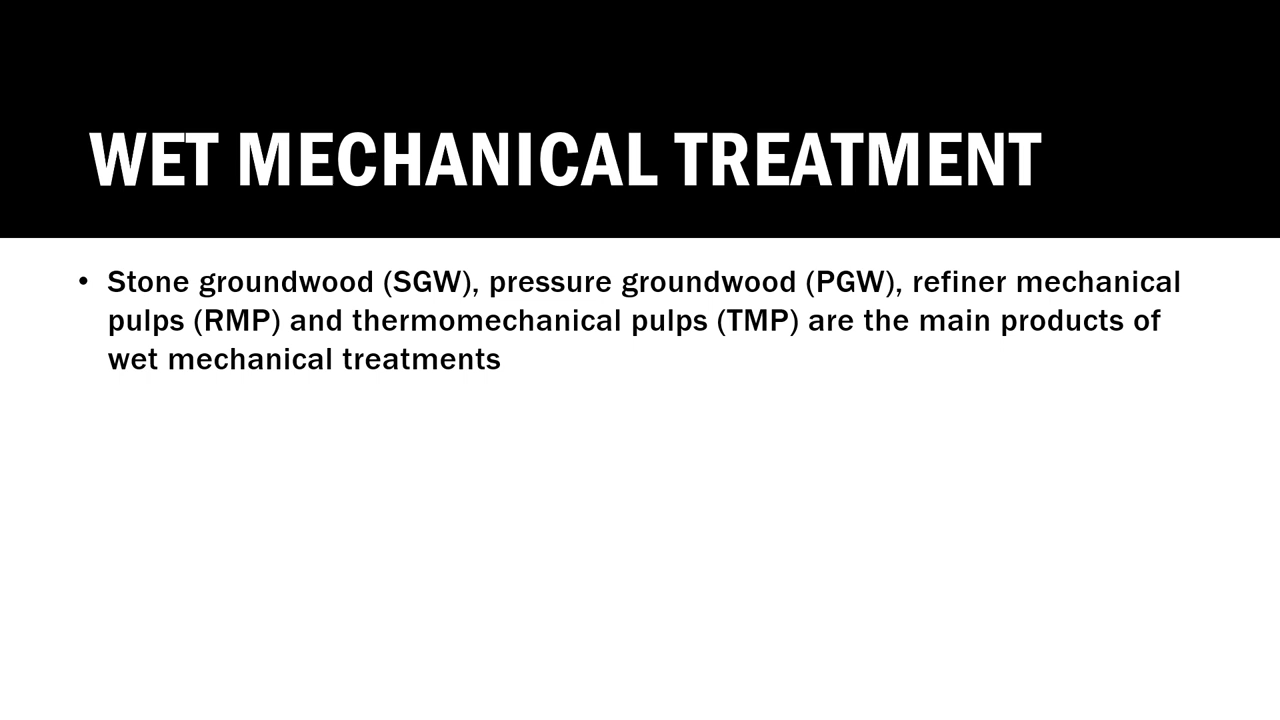 WET MECHANICAL TREATMENT
• Stone groundwood (SGW), pressure groundwood (PGW), refiner mechanical
pulps (RMP) and thermomechanical pulps (TMP) are the main products of
wet mechanical treatments